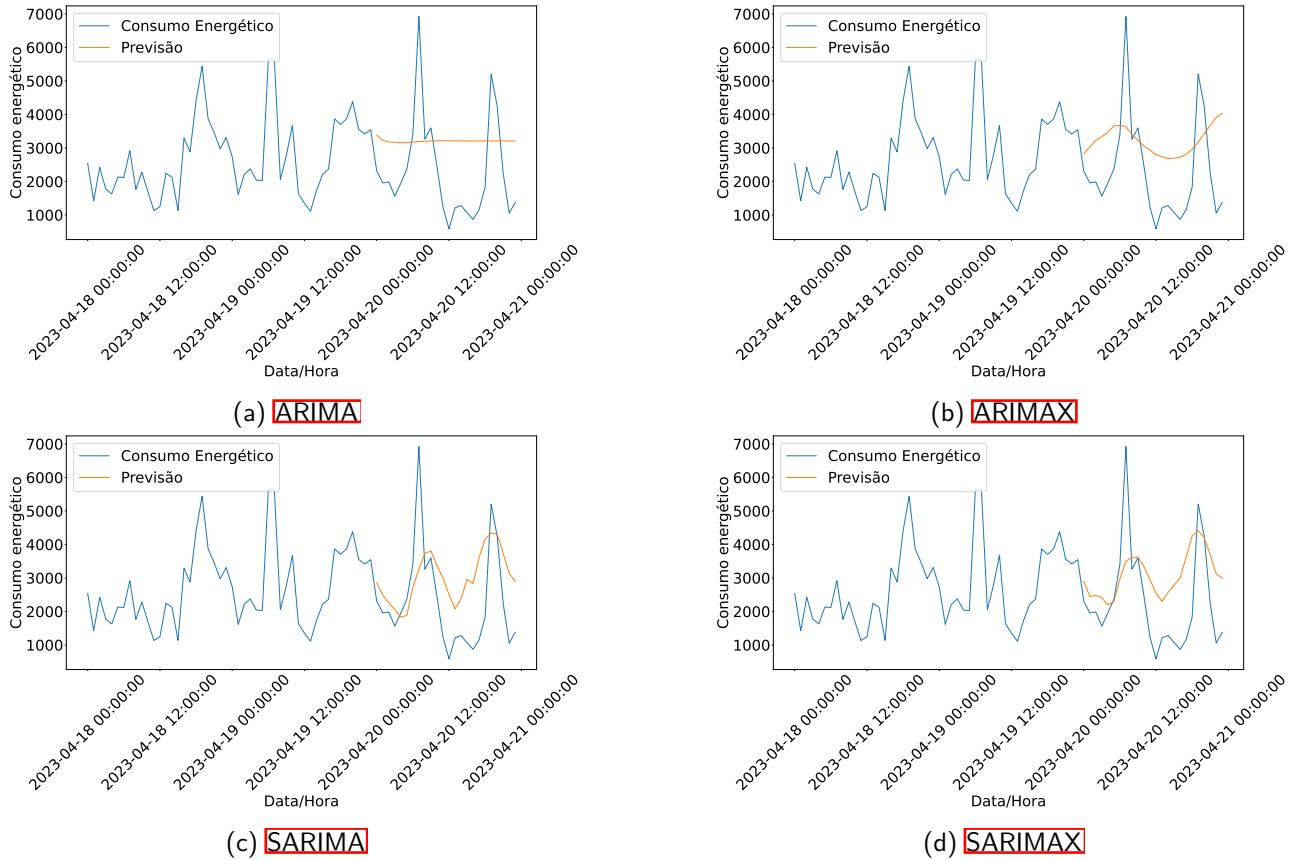 7000
6000
5000
4000
3000
2000
1000
Consumo energético
Consumo Energético
Previsão
2023-04-18 00:00:00
2023-04-18 12:00:00
2023-04-19 00:00:00
2023-04-19 12:00:00
2023-04-20 00:00:00
2023-04-20 12:00:00
2023-04-21 00:00:00
Data/Hora
(a) ARIMA
7000
6000
5000
4000
3000
2000
1000
Consumo energético
Consumo Energético
Previsão
2023-04-18 00:00:00
2023-04-18 12:00:00
2023-04-19 00:00:00
2023-04-19 12:00:00
2023-04-20 00:00:00
2023-04-20 12:00:00
2023-04-21 00:00:00
Data/Hora
(b) ARIMAX
7000
6000
5000
4000
3000
2000
1000
Consumo energético
Consumo Energético
Previsão
2023-04-18 00:00:00
2023-04-18 12:00:00
2023-04-19 00:00:00
2023-04-19 12:00:00
2023-04-20 00:00:00
2023-04-20 12:00:00
2023-04-21 00:00:00
Data/Hora
(c) SARIMA
7000
6000
5000
4000
3000
2000
1000
Consumo energético
Consumo Energético
Previsão
2023-04-18 00:00:00
2023-04-18 12:00:00
2023-04-19 00:00:00
2023-04-19 12:00:00
2023-04-20 00:00:00
2023-04-20 12:00:00
2023-04-21 00:00:00
Data/Hora
(d) SARIMAX